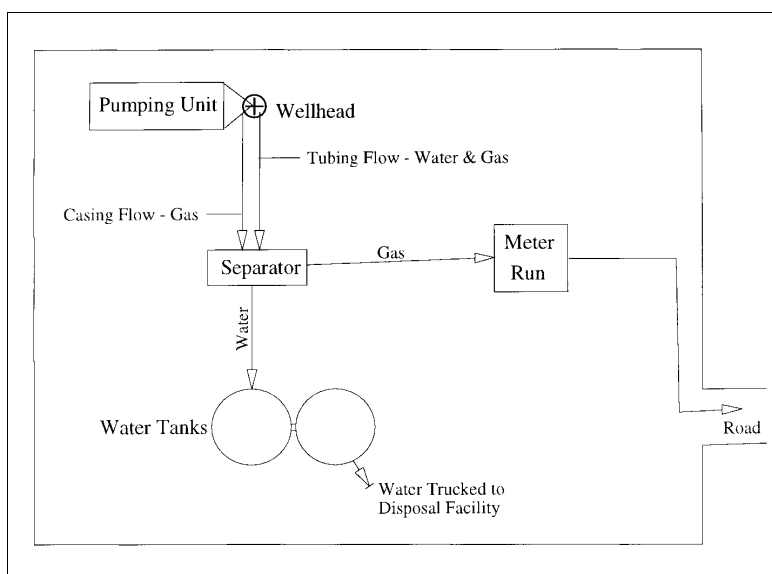 Pumping Unit
Wellhead
Tubing Flow - Water & Gas
Casing Flow - Gas
Separator
Gas
Meter
Run
Water
Water Tanks
Road
Water Trucked to
Disposal Facility